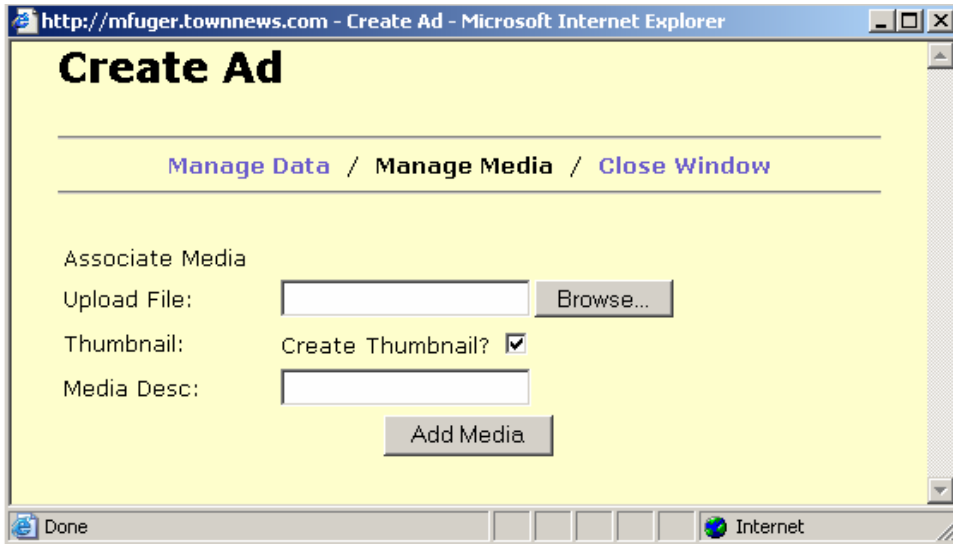 http://mfuger.townnews.com - Create Ad - Microsoft Internet Explorer
Create Ad
Manage Data / Manage Media / Close Window
Associate Media
Upload File: Browse...
Thumbnail: Create Thumbnail?
Media Desc:
Add Media
Done Internet